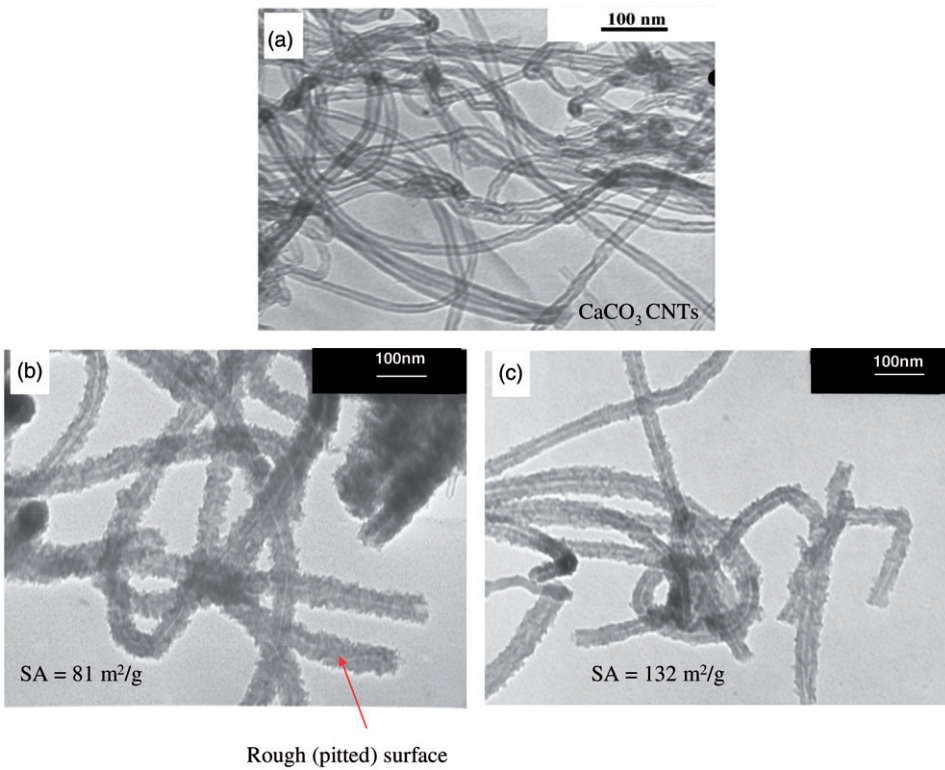 (a)
100 nm
CaCO₃ CNTs
(b)
100nm
SA = 81 m²/g
(c)
100nm
SA = 132 m²/g
Rough (pitted) surface